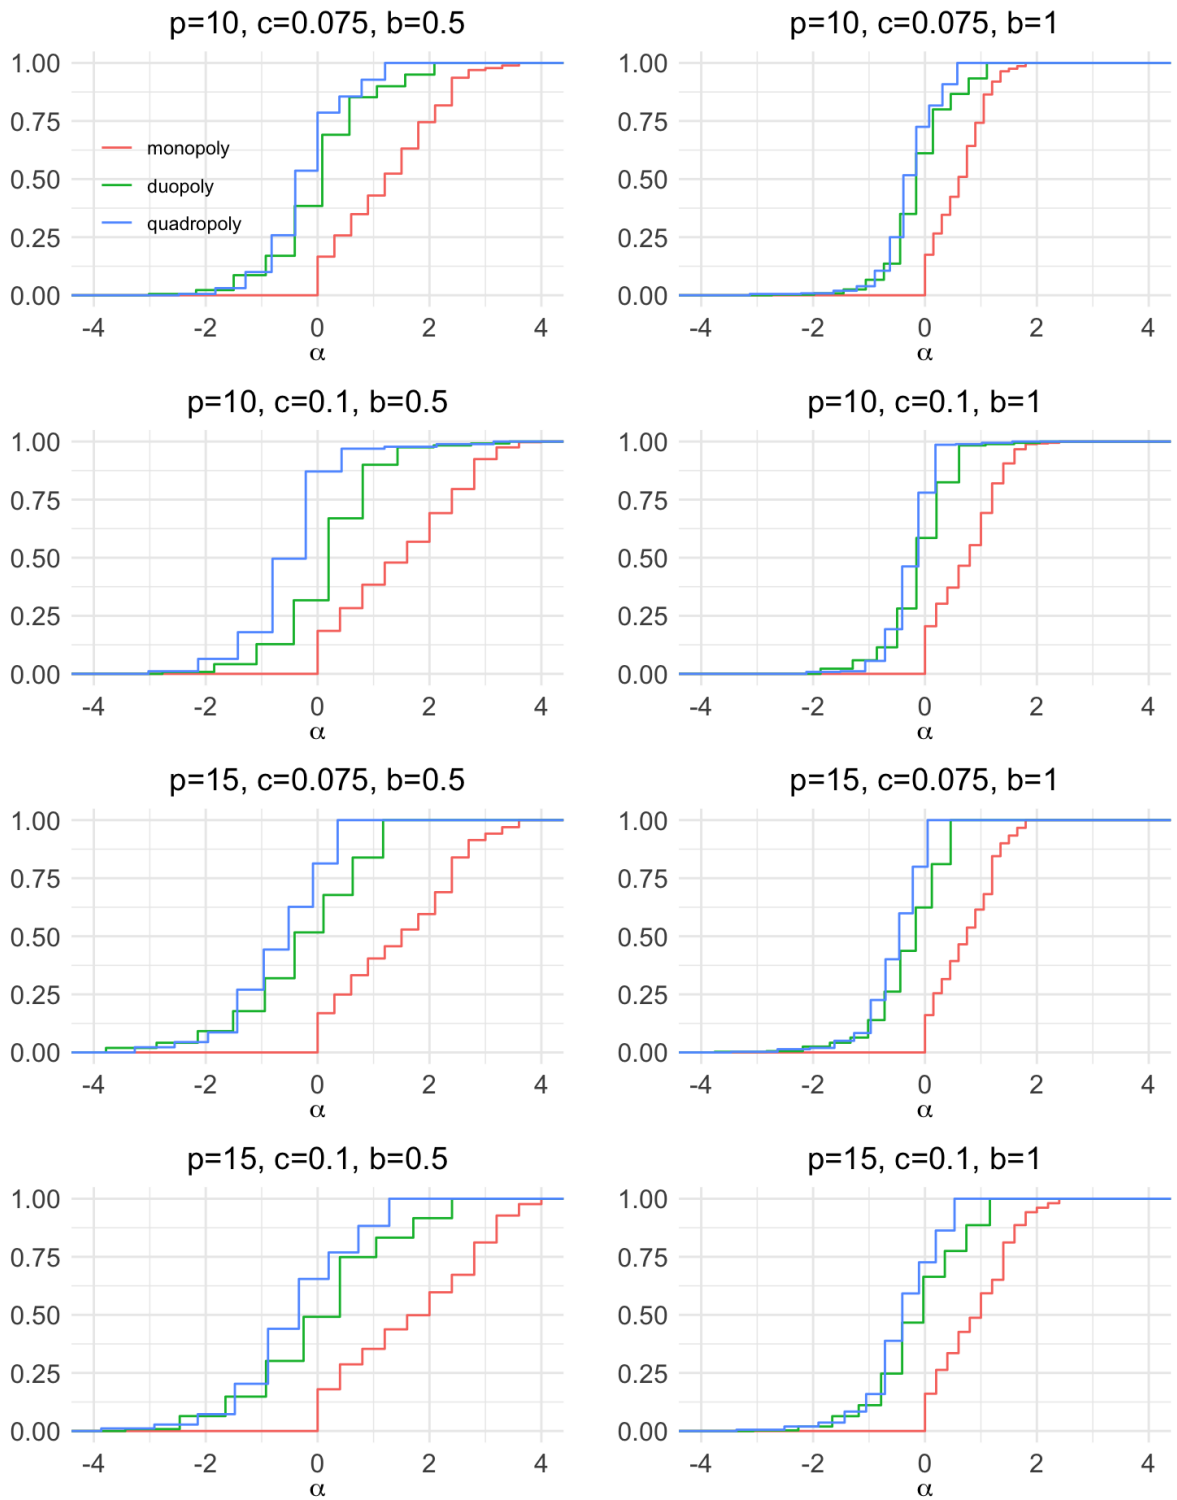 p=10, c=0.075, b=0.5
1.00
0.75
0.50
0.25
0.00
monopoly
duopoly
quadropoly
-4 -2 0 2 4
α
p=10, c=0.075, b=1
1.00
0.75
0.50
0.25
0.00
-4 -2 0 2 4
α
p=10, c=0.1, b=0.5
1.00
0.75
0.50
0.25
0.00
-4 -2 0 2 4
α
p=10, c=0.1, b=1
1.00
0.75
0.50
0.25
0.00
-4 -2 0 2 4
α
p=15, c=0.075, b=0.5
1.00
0.75
0.50
0.25
0.00
-4 -2 0 2 4
α
p=15, c=0.075, b=1
1.00
0.75
0.50
0.25
0.00
-4 -2 0 2 4
α
p=15, c=0.1, b=0.5
1.00
0.75
0.50
0.25
0.00
-4 -2 0 2 4
α
p=15, c=0.1, b=1
1.00
0.75
0.50
0.25
0.00
-4 -2 0 2 4
α